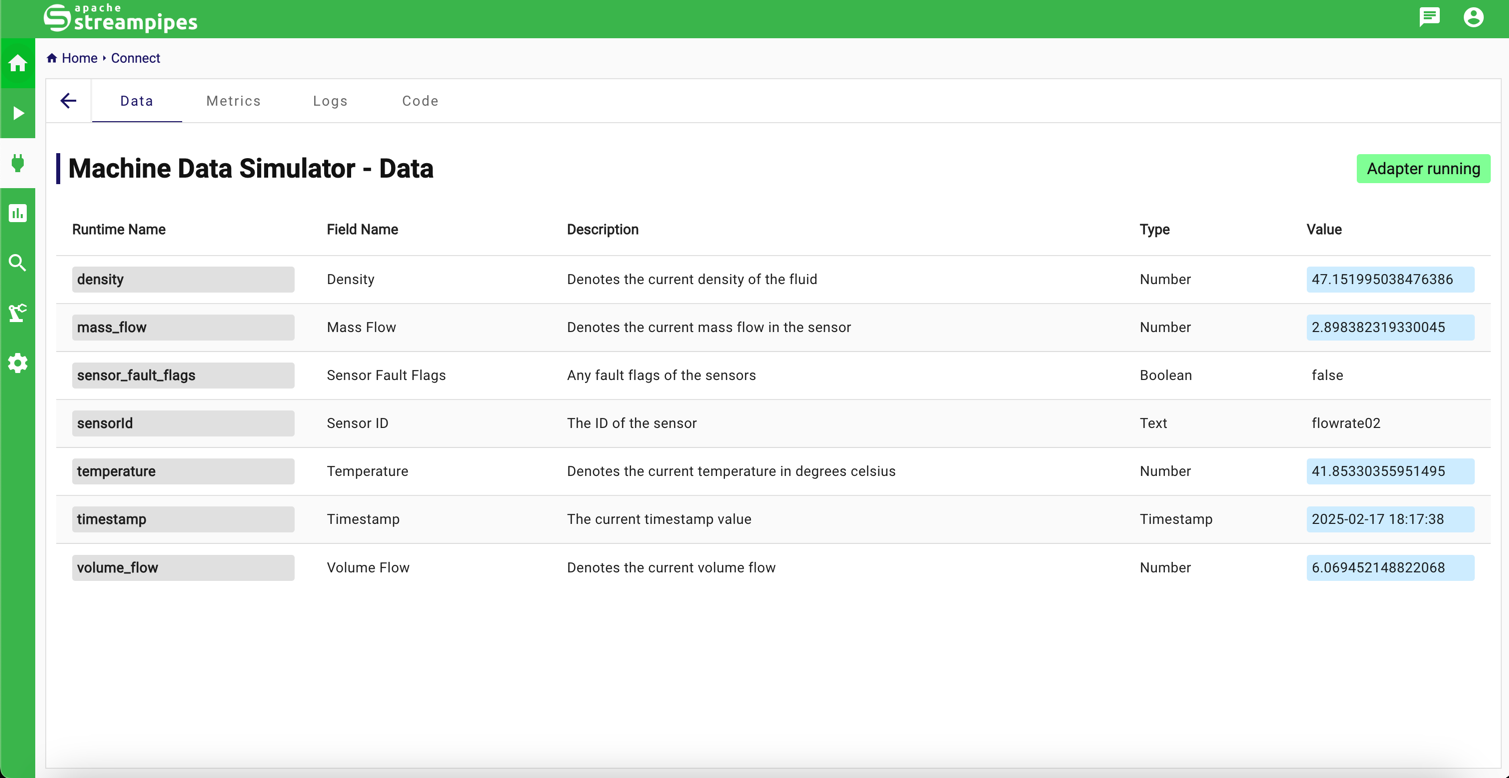 apache
streampipes
Home Connect
Data Metrics Logs Code
Machine Data Simulator - Data
Adapter running
Runtime Name Field Name Description Type Value
density Density Denotes the current density of the fluid Number 47.151995038476386
mass_flow Mass Flow Denotes the current mass flow in the sensor Number 2.898382319330045
sensor_fault_flags Sensor Fault Flags Any fault flags of the sensors Boolean false
sensorId Sensor ID The ID of the sensor Text flowrate02
temperature Temperature Denotes the current temperature in degrees celsius Number 41.85330355951495
timestamp Timestamp The current timestamp value Timestamp 2025-02-17 18:17:38
volume_flow Volume Flow Denotes the current volume flow Number 6.069452148822068